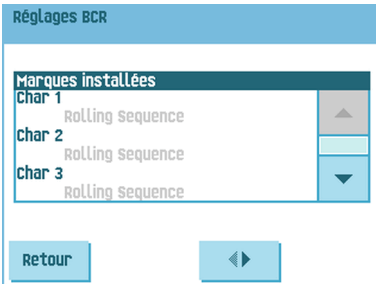 Réglages BCR
Marques installées
Char 1
Rolling Sequence
Char 2
Rolling Sequence
Char 3
Rolling Sequence
Retour